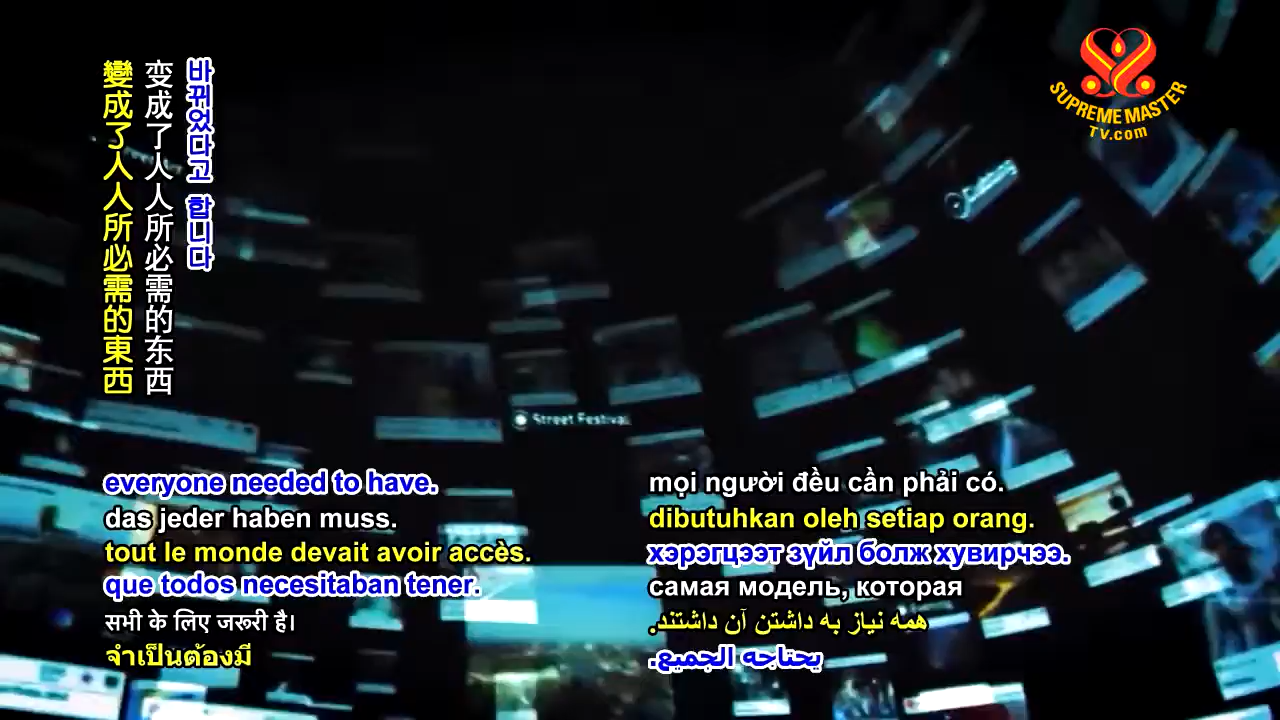 變成了人人所必需的東西
变成了人人所必需的东西
바뀌었다고 합니다
SUPREME MASTER
TV.com
Street Festival
everyone needed to have.
das jeder haben muss.
tout le monde devait avoir accès.
que todos necesitaban tener.
सभी के लिए जरूरी है।
จำเป็นต้องมี
mọi người đều cần phải có.
dibutuhkan oleh setiap orang.
хэрэгцээт зүйл болж хувирчээ.
самая модель, которая
همه نیاز به داشتن آن داشتند.
يحتاجه الجميع.